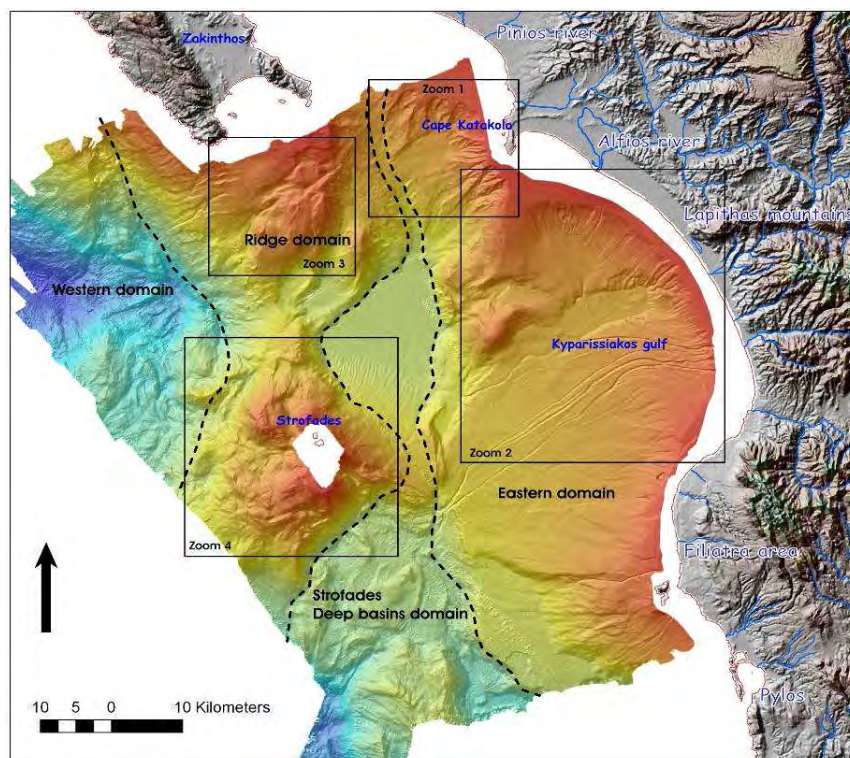 Zakinthos
Pinios river
Zoom 1
Cape Katakolo
Alfios river
Lapithas mountains
Ridge domain
Zoom 3
Western domain
Kyparissiakos gulf
Strofades
Zoom 2
Eastern domain
Zoom 4
Filiatra area
Strofades
Deep basins domain
Pylos
10 5 0 10 Kilometers